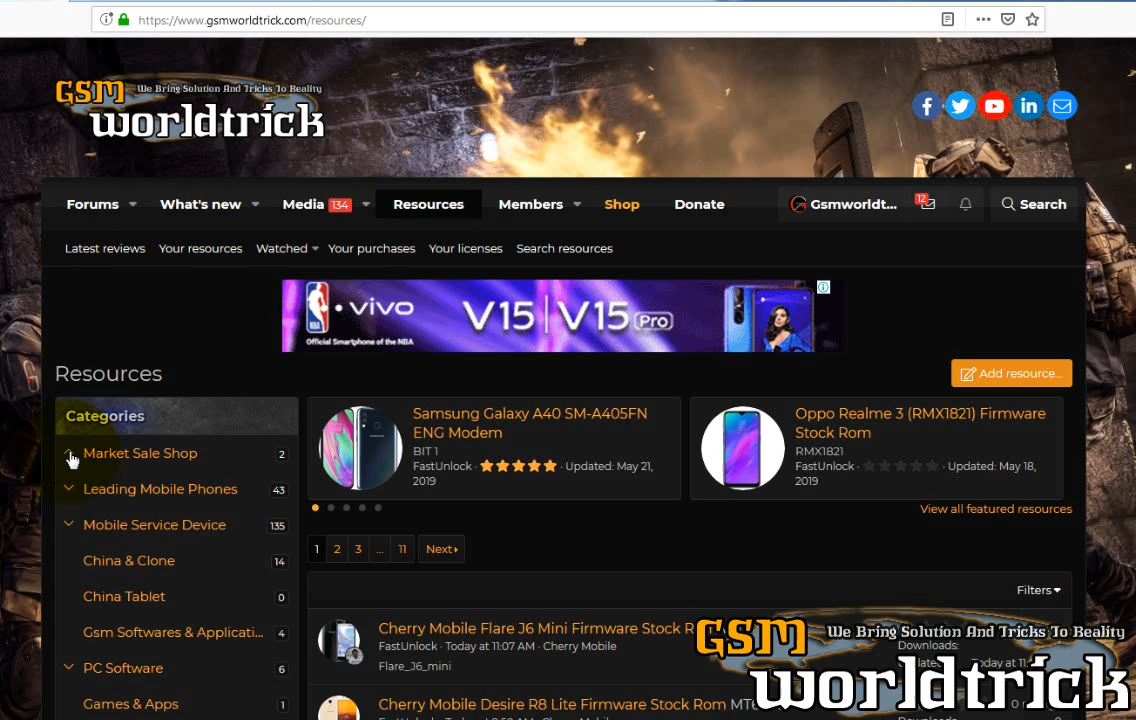 https://www.gsmworldtrick.com/resources/
GSM We Bring Solution And Tricks To Reality
worldtrick
Forums What's new Media 134 Resources Members Shop Donate Gsmworldt... 12 Search
Latest reviews Your resources Watched Your purchases Your licenses Search resources
NBA vivo V15 V15 Pro
Official Smartphone of the NBA
Resources
Add resource...
Categories
Market Sale Shop 2
Leading Mobile Phones 43
Mobile Service Device 135
China & Clone 14
China Tablet 0
Gsm Softwares & Applicati... 4
PC Software 6
Games & Apps 1
Samsung Galaxy A40 SM-A405FN
ENG Modem
BIT 1
FastUnlock · Updated: May 21,
2019
Oppo Realme 3 (RMX1821) Firmware
Stock Rom
RMX1821
FastUnlock · Updated: May 18,
2019
View all featured resources
1 2 3 ... 11 Next
Filters
Cherry Mobile Flare J6 Mini Firmware Stock R
FastUnlock · Today at 11:07 AM · Cherry Mobile
Flare_J6_mini
Downloads:
Today at 11:
Cherry Mobile Desire R8 Lite Firmware Stock Rom MT6
GSM We Bring Solution And Tricks To Reality
worldtrick